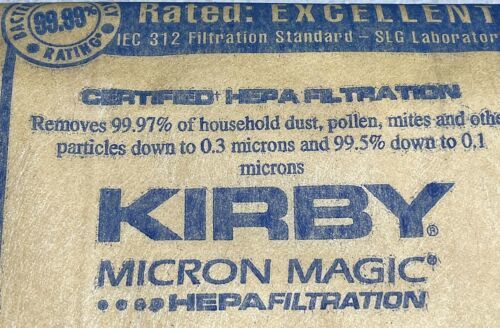 99.99%
RATING
Rated: EXCELLENT
IEC 312 Filtration Standard – SLG Laborator
CERTIFIED† HEPA FILTRATION
Removes 99.97% of household dust, pollen, mites and othe
particles down to 0.3 microns and 99.5% down to 0.1
microns
KIRBY®
MICRON MAGIC®
HEPAFILTRATION